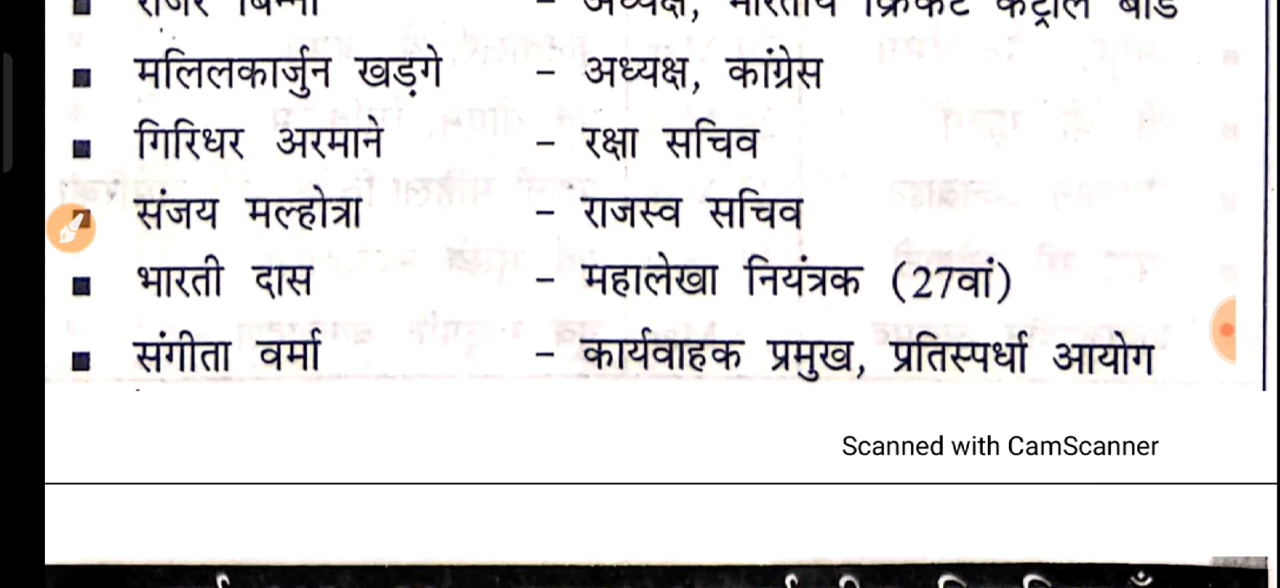 ▪ मलिलकार्जुन खड़गे – अध्यक्ष, कांग्रेस
▪ गिरिधर अरमाने – रक्षा सचिव
▪ संजय मल्होत्रा – राजस्व सचिव
▪ भारती दास – महालेखा नियंत्रक (27वां)
▪ संगीता वर्मा – कार्यवाहक प्रमुख, प्रतिस्पर्धा आयोग
Scanned with CamScanner